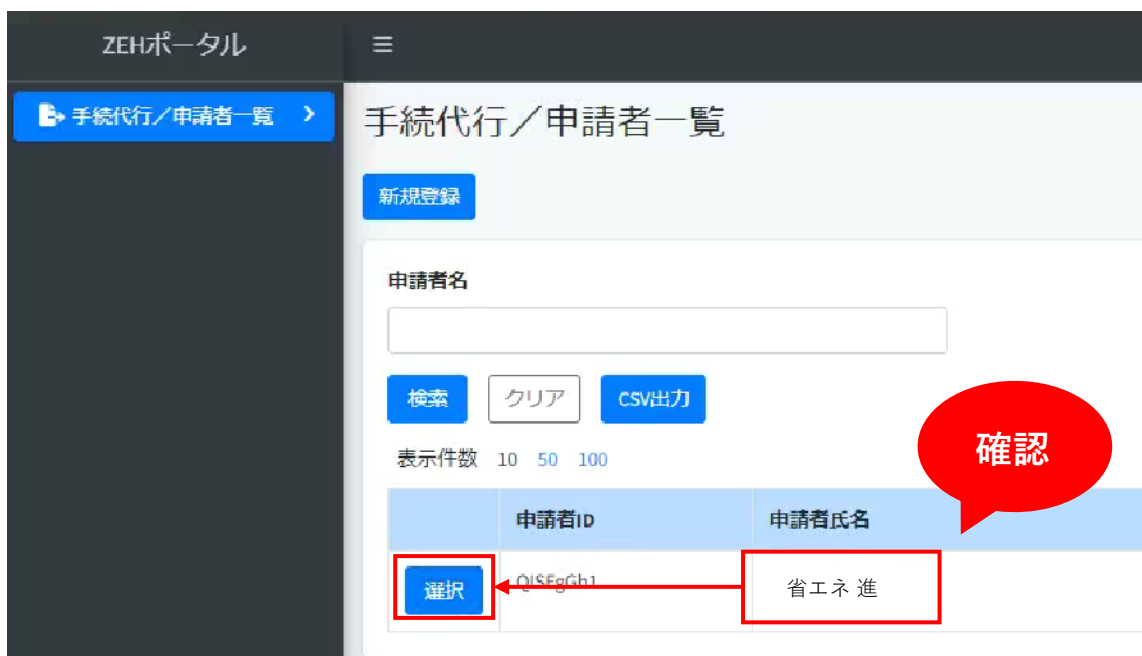 ZEHポータル
手続代行／申請者一覧
手続代行／申請者一覧
新規登録
申請者名
検索 クリア CSV出力
表示件数 10 50 100
確認
申請者ID 申請者氏名
選択 省エネ 進